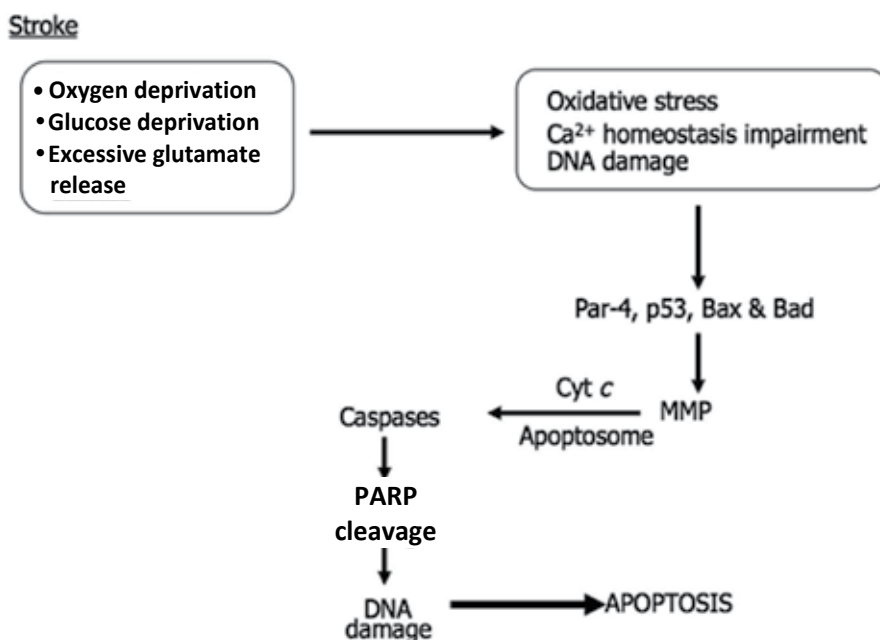 Stroke
• Oxygen deprivation
• Glucose deprivation
• Excessive glutamate
release
Oxidative stress
Ca²⁺ homeostasis impairment
DNA damage
Par-4, p53, Bax & Bad
Cyt c
MMP
Caspases
Apoptosome
PARP
cleavage
DNA
damage
APOPTOSIS